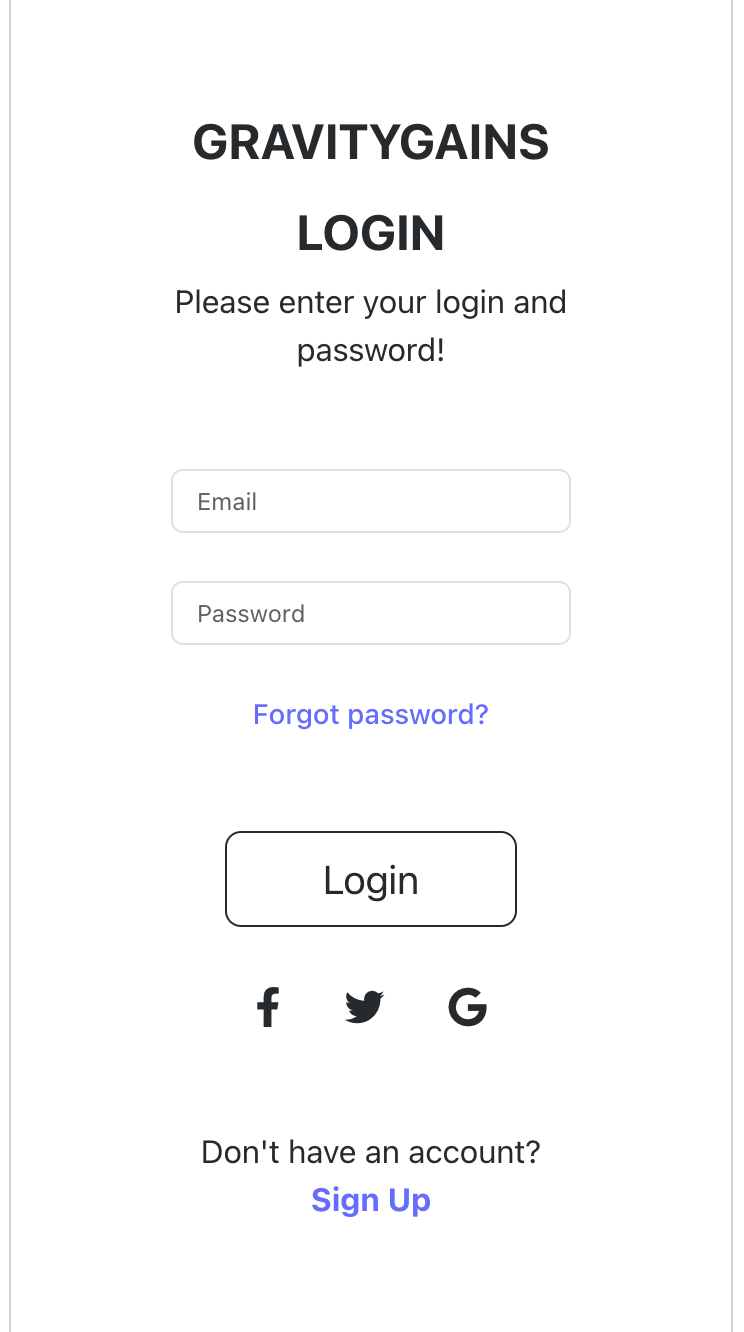 GRAVITYGAINS
LOGIN
Please enter your login and
password!
Email
Password
Forgot password?
Login
Don't have an account?
Sign Up